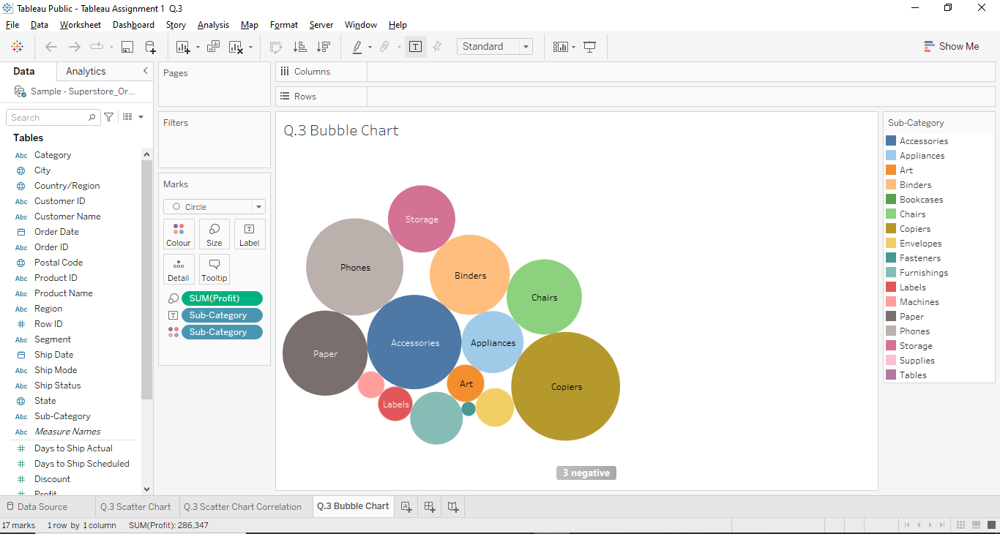 Tableau Public - Tableau Assignment 1 Q.3
File Data Worksheet Dashboard Story Analysis Map Format Server Window Help
Standard
Show Me
Data Analytics
Sample - Superstore_Or...
Search
Tables
Abc Category
City
Country/Region
Abc Customer ID
Abc Customer Name
Order Date
Abc Order ID
Postal Code
Abc Product ID
Abc Product Name
Abc Region
Row ID
Abc Segment
Ship Date
Abc Ship Mode
Abc Ship Status
State
Abc Sub-Category
Abc Measure Names
Days to Ship Actual
Days to Ship Scheduled
Discount
Profit
Pages
Filters
Marks
Circle
Colour Size Label
Detail Tooltip
SUM(Profit)
Sub-Category
Sub-Category
Columns
Rows
Q.3 Bubble Chart
Storage
Phones
Binders
Chairs
Accessories
Appliances
Paper
Art
Copiers
Labels
3 negative
Sub-Category
Accessories
Appliances
Art
Binders
Bookcases
Chairs
Copiers
Envelopes
Fasteners
Furnishings
Labels
Machines
Paper
Phones
Storage
Supplies
Tables
Data Source Q.3 Scatter Chart Q.3 Scatter Chart Correlation Q.3 Bubble Chart
17 marks 1 row by 1 column SUM(Profit): 286,347